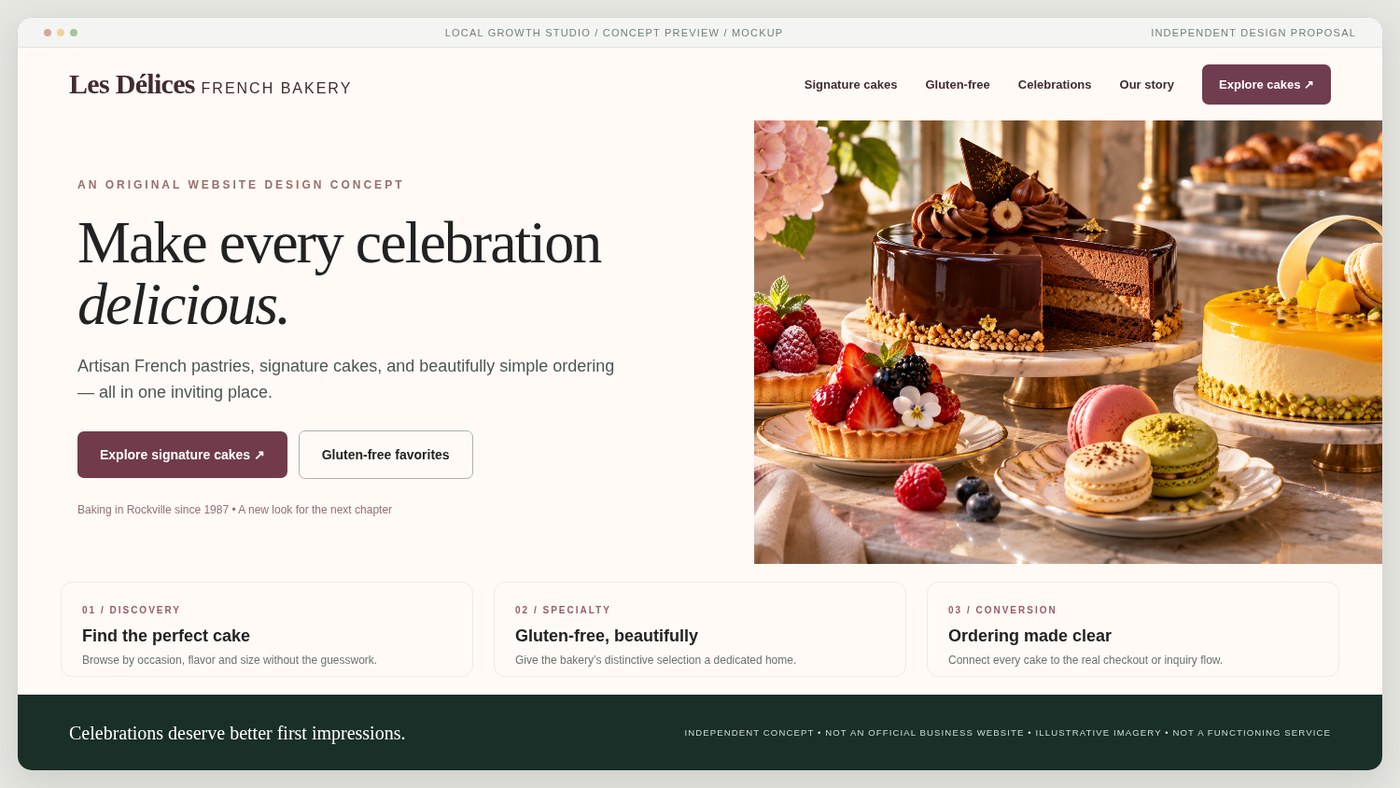 LOCAL GROWTH STUDIO / CONCEPT PREVIEW / MOCKUP
INDEPENDENT DESIGN PROPOSAL
Les Délices FRENCH BAKERY
Signature cakes
Gluten-free
Celebrations
Our story
Explore cakes ↗
AN ORIGINAL WEBSITE DESIGN CONCEPT
Make every celebration
delicious.
Artisan French pastries, signature cakes, and beautifully simple ordering
— all in one inviting place.
Explore signature cakes ↗
Gluten-free favorites
Baking in Rockville since 1987 • A new look for the next chapter
01 / DISCOVERY
Find the perfect cake
Browse by occasion, flavor and size without the guesswork.
02 / SPECIALTY
Gluten-free, beautifully
Give the bakery's distinctive selection a dedicated home.
03 / CONVERSION
Ordering made clear
Connect every cake to the real checkout or inquiry flow.
Celebrations deserve better first impressions.
INDEPENDENT CONCEPT • NOT AN OFFICIAL BUSINESS WEBSITE • ILLUSTRATIVE IMAGERY • NOT A FUNCTIONING SERVICE